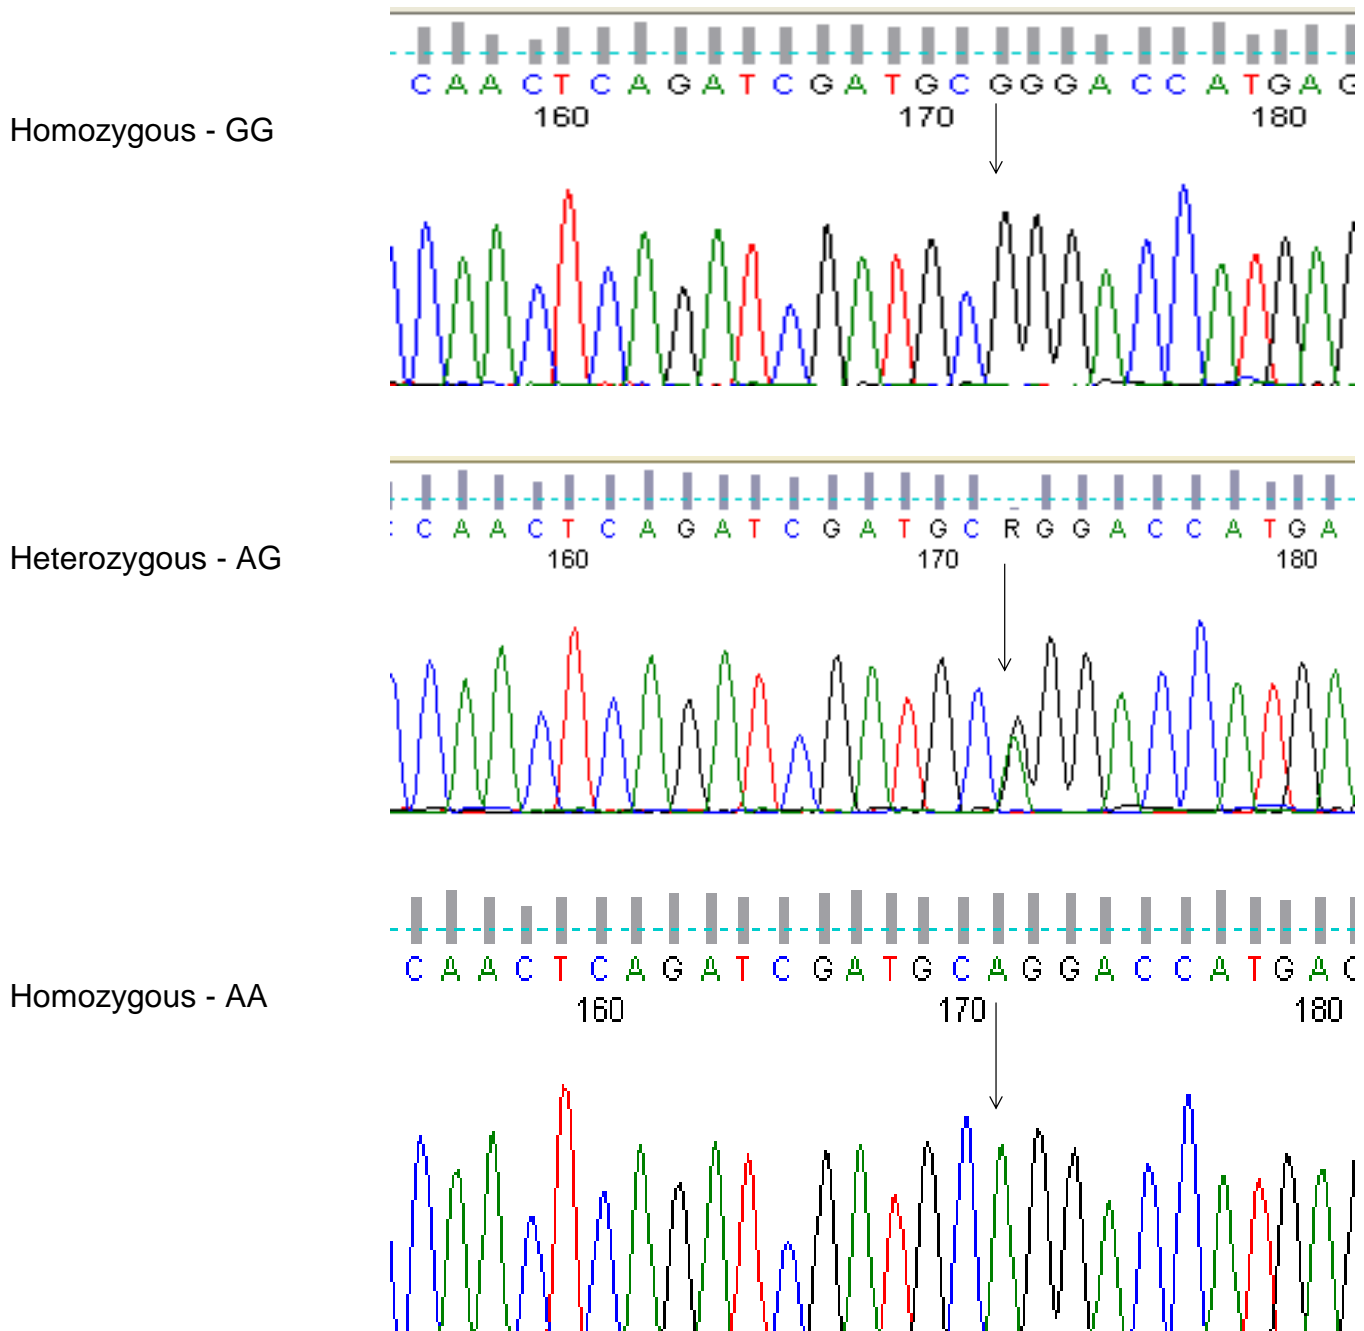 C A A C T C A G A T C G A T G C G G G A C C A T G A G
160 170 180
Homozygous - GG
C A A C T C A G A T C G A T G C R G G A C C A T G A
160 170 180
Heterozygous - AG
C A A C T C A G A T C G A T G C A G G A C C A T G A
160 170 180
Homozygous - AA